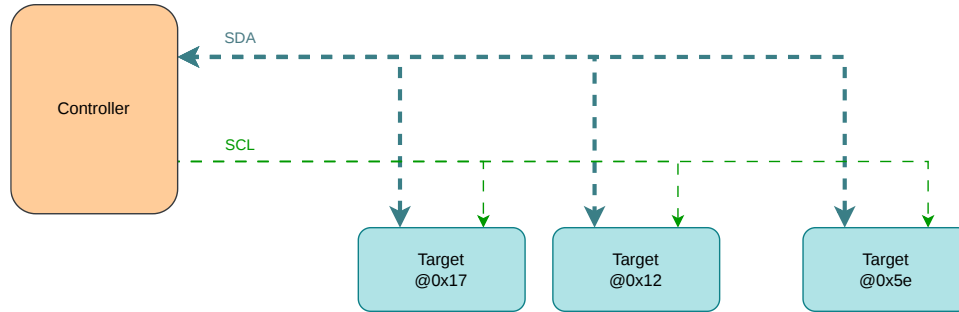 SDA
Controller
SCL
Target
@0x17
Target
@0x12
Target
@0x5e